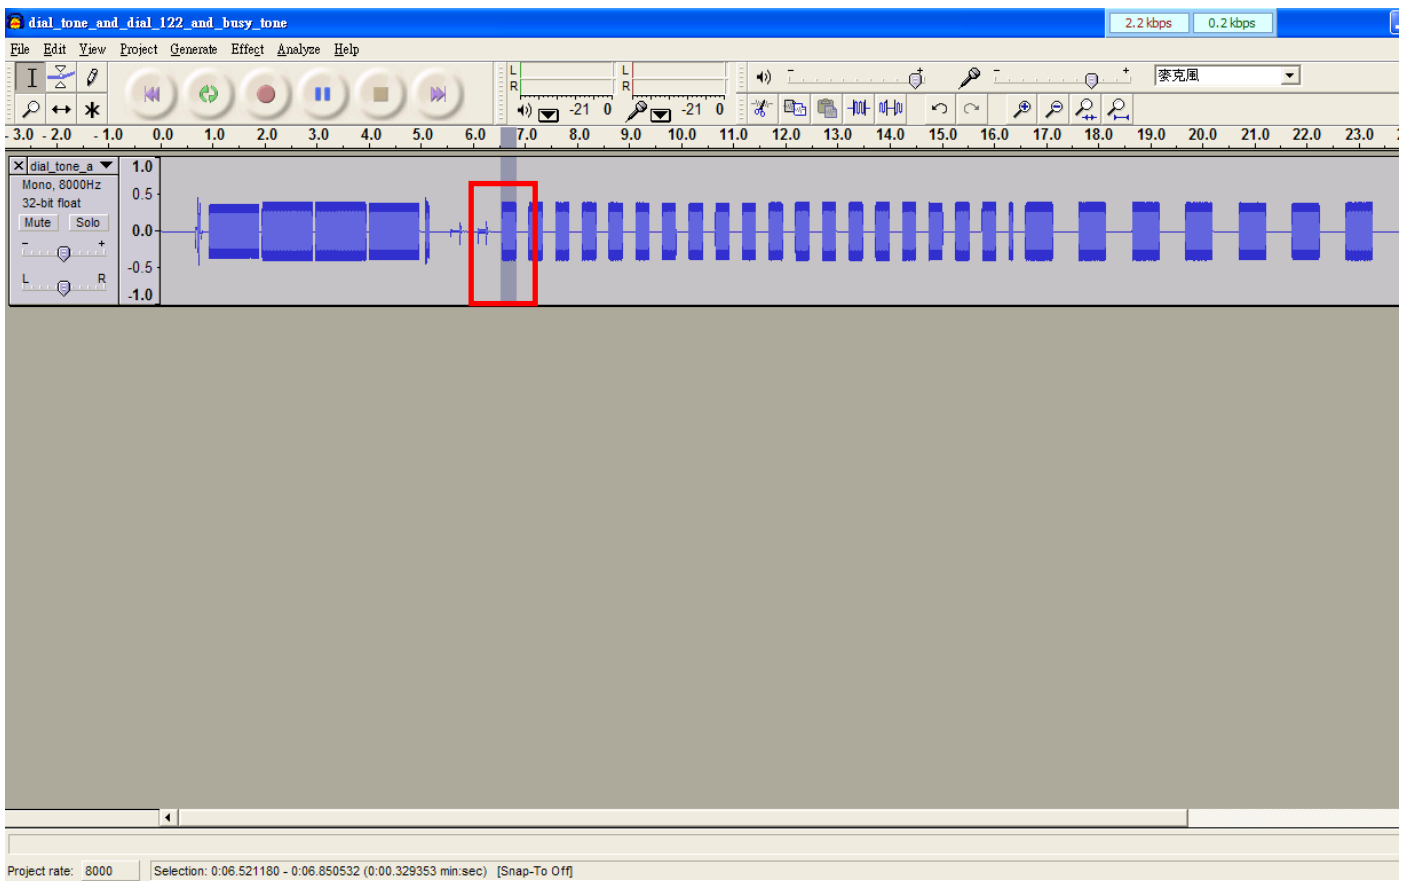 dial_tone_and_dial_122_and_busy_tone
2.2 kbps 0.2 kbps
File Edit View Project Generate Effect Analyze Help
L
R
L
R
- +
- +
麥克風
-21 0
-21 0
- 3.0 - 2.0 - 1.0 0.0 1.0 2.0 3.0 4.0 5.0 6.0 7.0 8.0 9.0 10.0 11.0 12.0 13.0 14.0 15.0 16.0 17.0 18.0 19.0 20.0 21.0 22.0 23.0
X dial_tone_a
Mono, 8000Hz
32-bit float
Mute Solo
- +
L R
1.0
0.5
0.0
-0.5
-1.0
Project rate: 8000 Selection: 0:06.521180 - 0:06.850532 (0:00.329353 min:sec) [Snap-To Off]